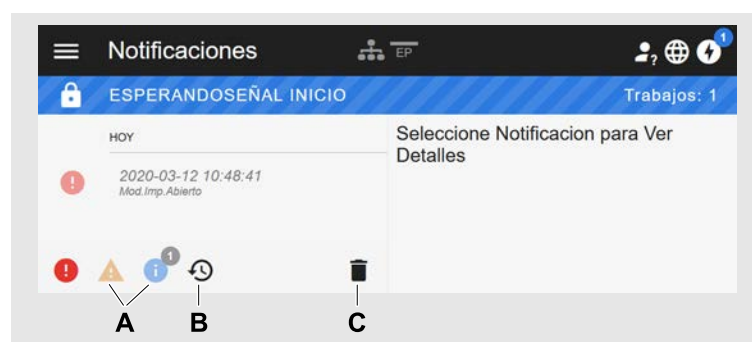 Notificaciones
EP
?
1
ESPERANDOSEÑAL INICIO
Trabajos: 1
HOY
2020-03-12 10:48:41
Mod.Imp.Abierto
Seleccione Notificacion para Ver
Detalles
!
! ! i 1
A B C